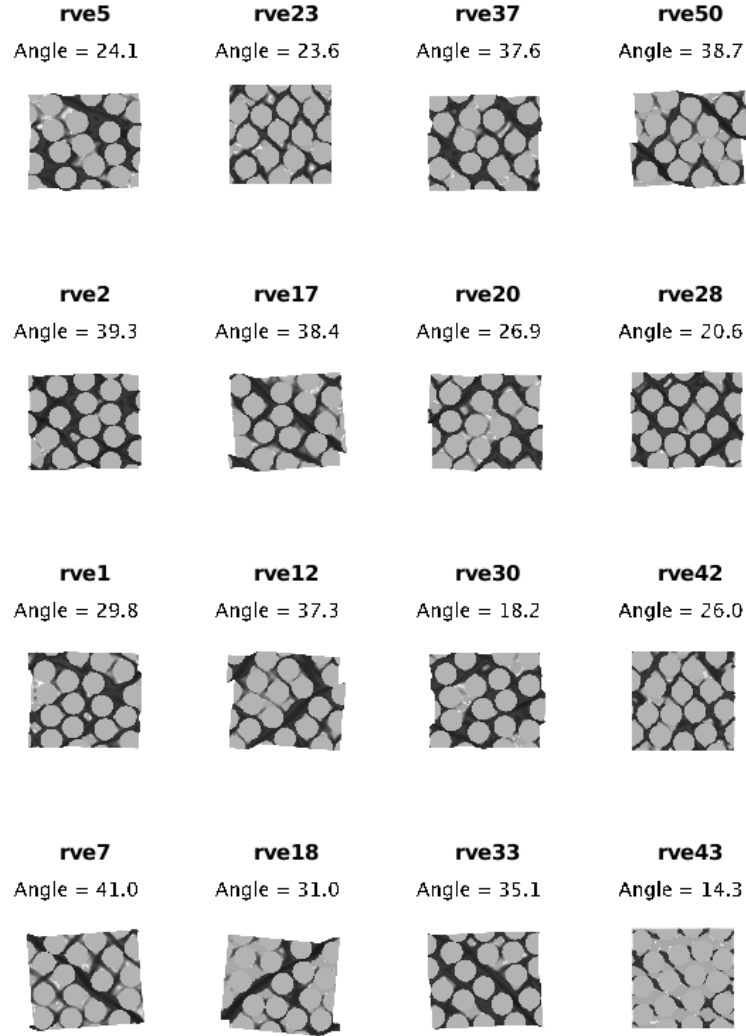 rve5 rve23 rve37 rve50
Angle = 24.1 Angle = 23.6 Angle = 37.6 Angle = 38.7
rve2 rve17 rve20 rve28
Angle = 39.3 Angle = 38.4 Angle = 26.9 Angle = 20.6
rve1 rve12 rve30 rve42
Angle = 29.8 Angle = 37.3 Angle = 18.2 Angle = 26.0
rve7 rve18 rve33 rve43
Angle = 41.0 Angle = 31.0 Angle = 35.1 Angle = 14.3